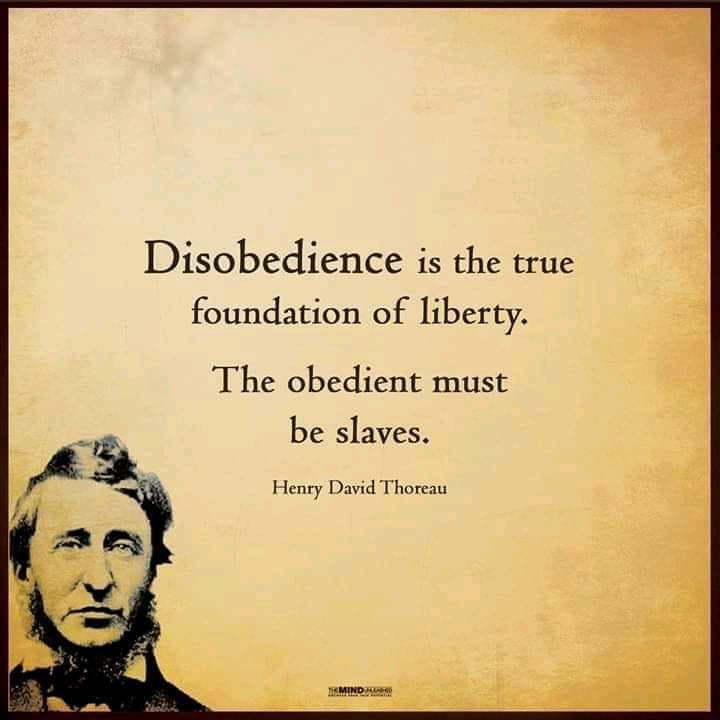 Disobedience is the true
foundation of liberty.
The obedient must
be slaves.
Henry David Thoreau
THE MIND UNLEASHED